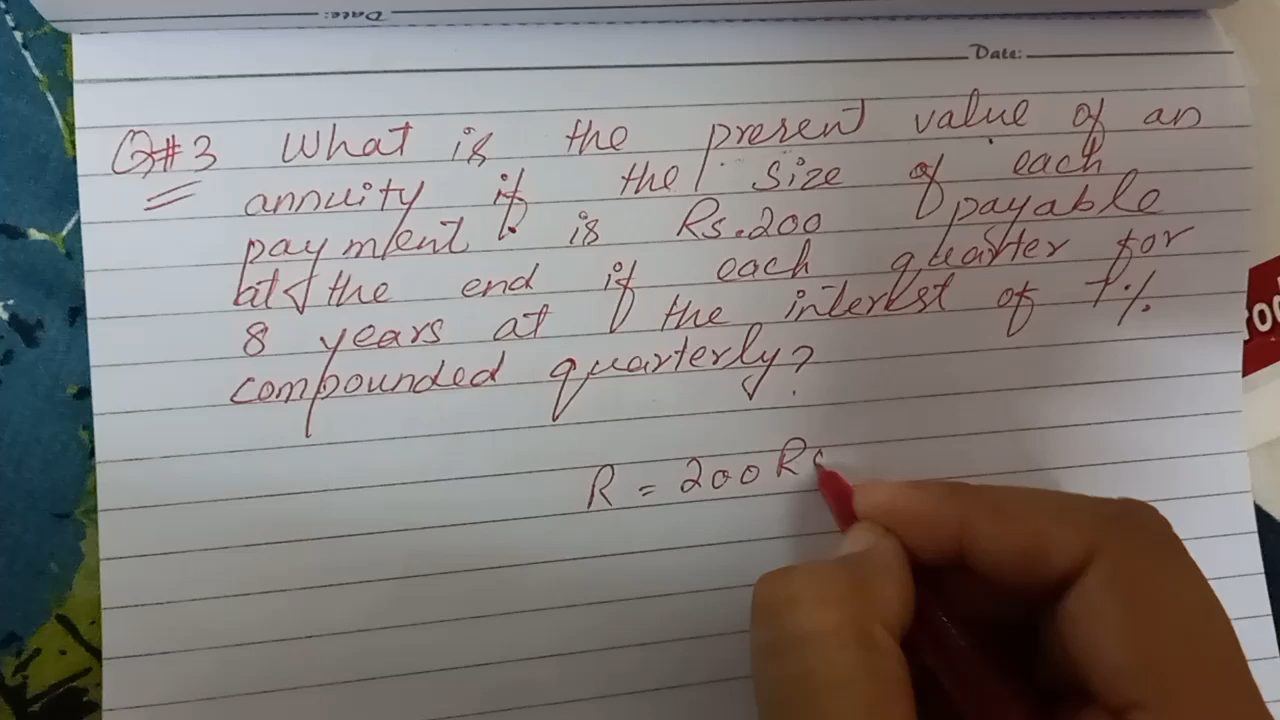 Date:
Date:
Q#3 What is the present value of an
annuity if the size of each
payment is Rs.200 payable
at the end of each quarter for
8 years at the interest of 7%
compounded quarterly?
R = 200 Rs